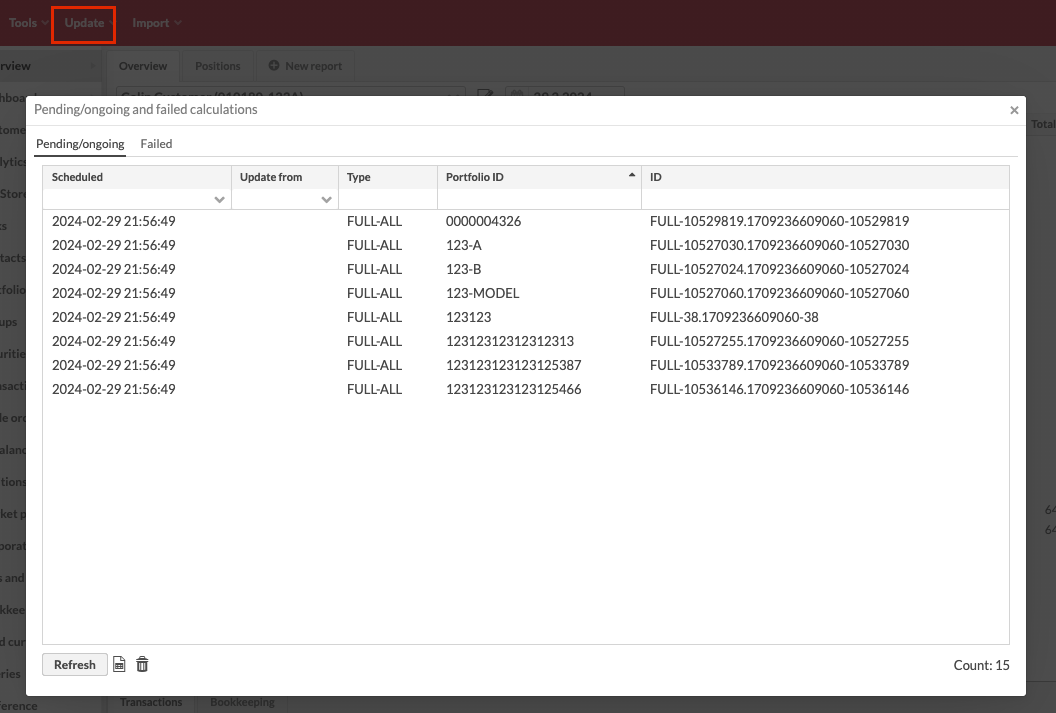 Tools Update Import
rview
Overview Positions New report
Pending/ongoing and failed calculations
Total
Pending/ongoing Failed
Scheduled Update from Type Portfolio ID ID
2024-02-29 21:56:49 FULL-ALL 0000004326 FULL-10529819.1709236609060-10529819
2024-02-29 21:56:49 FULL-ALL 123-A FULL-10527030.1709236609060-10527030
2024-02-29 21:56:49 FULL-ALL 123-B FULL-10527024.1709236609060-10527024
2024-02-29 21:56:49 FULL-ALL 123-MODEL FULL-10527060.1709236609060-10527060
2024-02-29 21:56:49 FULL-ALL 123123 FULL-38.1709236609060-38
2024-02-29 21:56:49 FULL-ALL 12312312312312313 FULL-10527255.1709236609060-10527255
2024-02-29 21:56:49 FULL-ALL 123123123123125387 FULL-10533789.1709236609060-10533789
2024-02-29 21:56:49 FULL-ALL 123123123123125466 FULL-10536146.1709236609060-10536146
Refresh Count: 15
Transactions Bookkeeping
ference